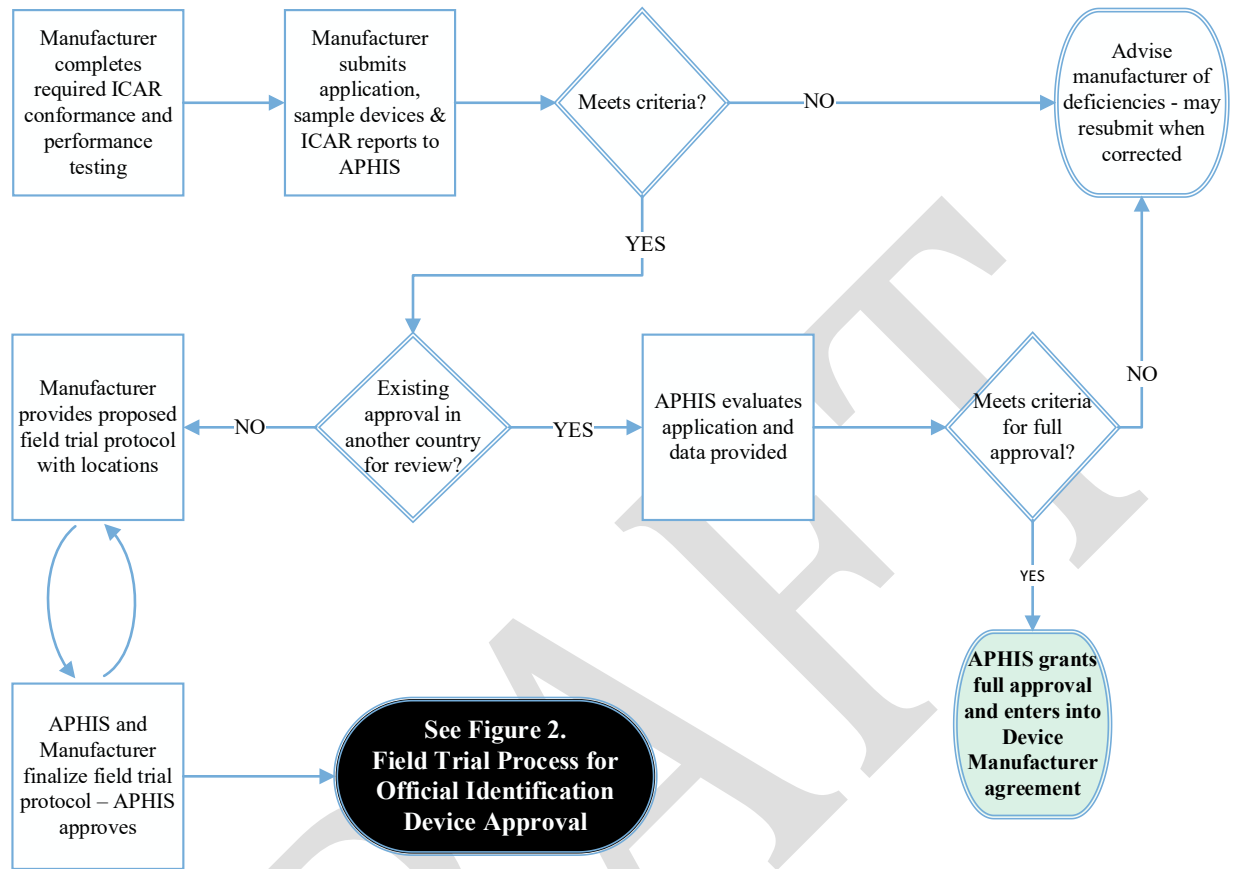 Manufacturer
completes
required ICAR
conformance and
performance
testing
Manufacturer
submits
application,
sample devices &
ICAR reports to
APHIS
Meets criteria?
NO
Advise
manufacturer of
deficiencies - may
resubmit when
corrected
YES
Manufacturer
provides proposed
field trial protocol
with locations
NO
Existing
approval in
another country
for review?
YES
APHIS evaluates
application and
data provided
Meets criteria
for full
approval?
NO
YES
APHIS grants
full approval
and enters into
Device
Manufacturer
agreement
APHIS and
Manufacturer
finalize field trial
protocol – APHIS
approves
See Figure 2.
Field Trial Process for
Official Identification
Device Approval
DRAFT